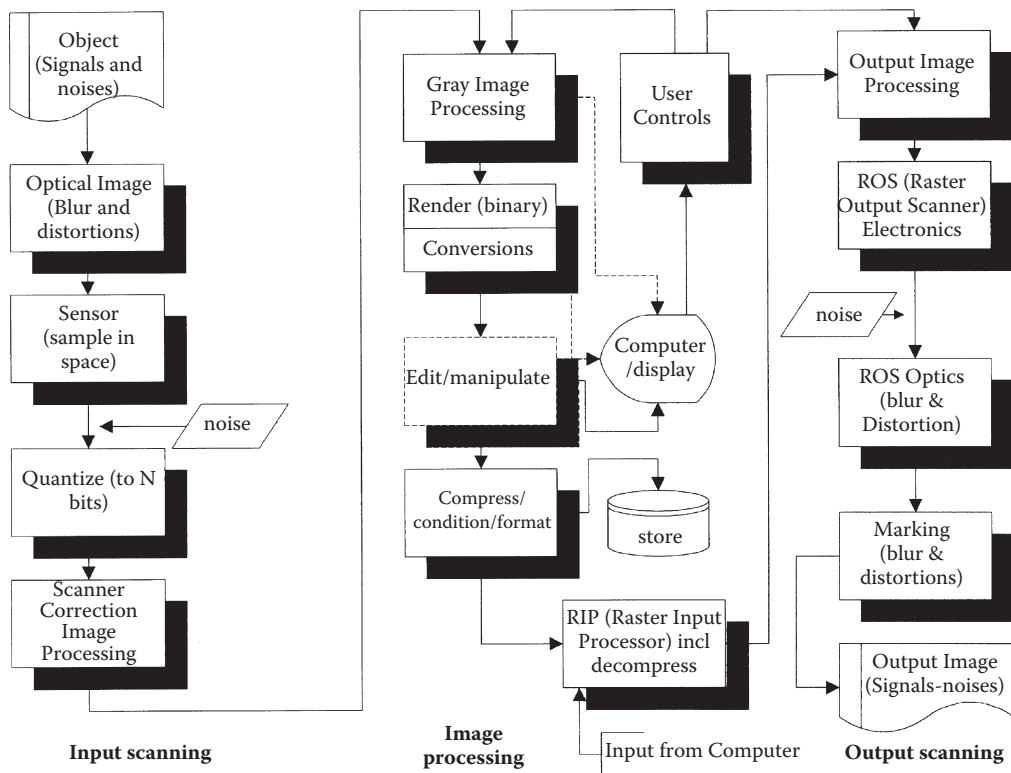 Object
(Signals and
noises)
Optical Image
(Blur and
distortions)
Sensor
(sample in
space)
noise
Quantize (to N
bits)
Scanner
Correction
Image
Processing
Input scanning
Gray Image
Processing
Render (binary)
Conversions
Edit/manipulate
Compress/
condition/format
User
Controls
Computer
/display
store
RIP (Raster Input
Processor) incl
decompress
Input from Computer
Image
processing
Output Image
Processing
ROS (Raster
Output Scanner)
Electronics
noise
ROS Optics
(blur &
Distortion)
Marking
(blur &
distortions)
Output Image
(Signals-noises)
Output scanning